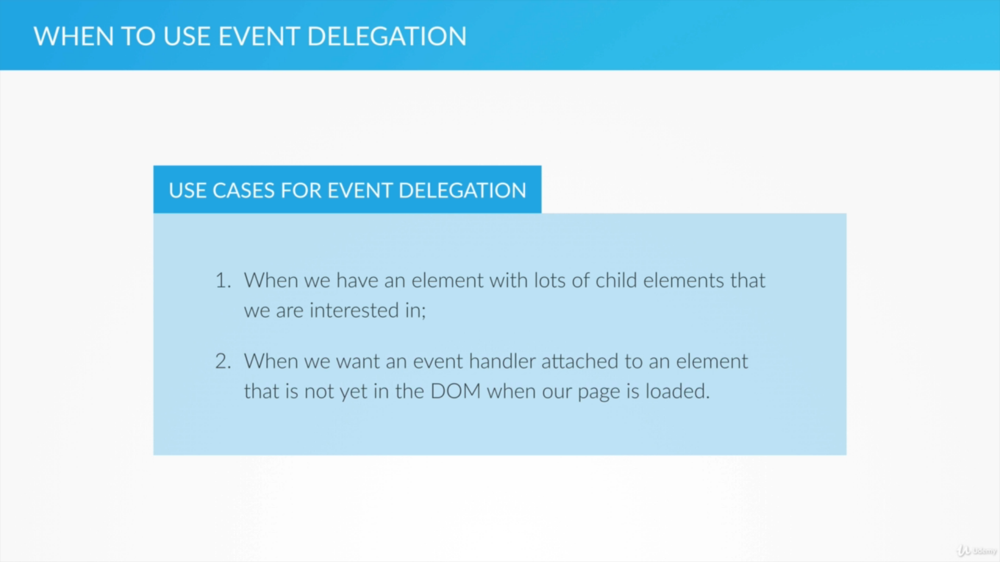 WHEN TO USE EVENT DELEGATION
USE CASES FOR EVENT DELEGATION
1. When we have an element with lots of child elements that
we are interested in;
2. When we want an event handler attached to an element
that is not yet in the DOM when our page is loaded.
Udemy